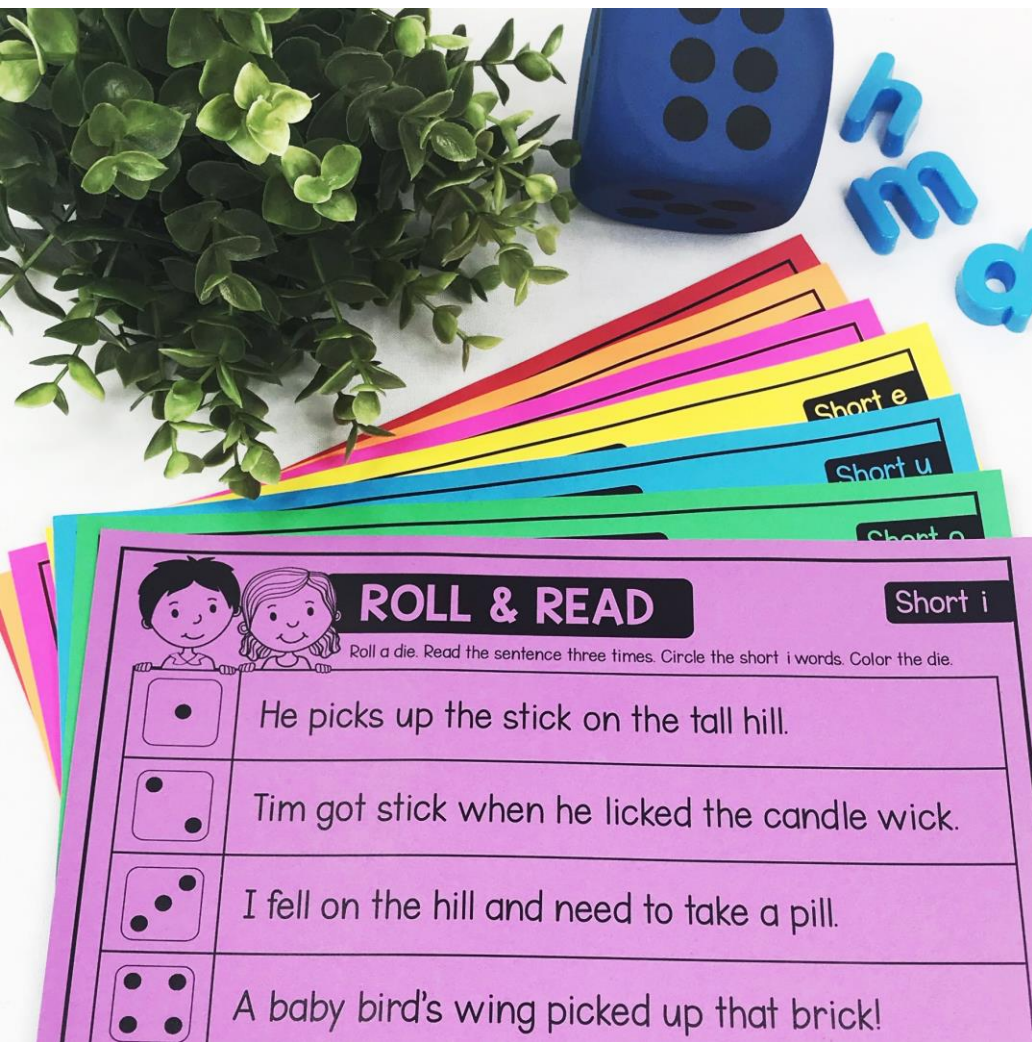 h
m
d
Short e
Short u
Short o
ROLL & READ
Short i
Roll a die. Read the sentence three times. Circle the short i words. Color the die.
He picks up the stick on the tall hill.
Tim got stick when he licked the candle wick.
I fell on the hill and need to take a pill.
A baby bird's wing picked up that brick!